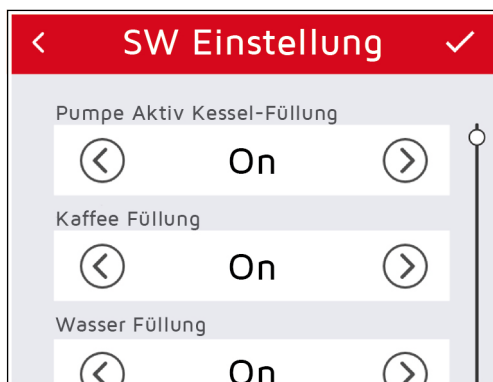 SW Einstellung
Pumpe Aktiv Kessel-Füllung
On
Kaffee Füllung
On
Wasser Füllung
On